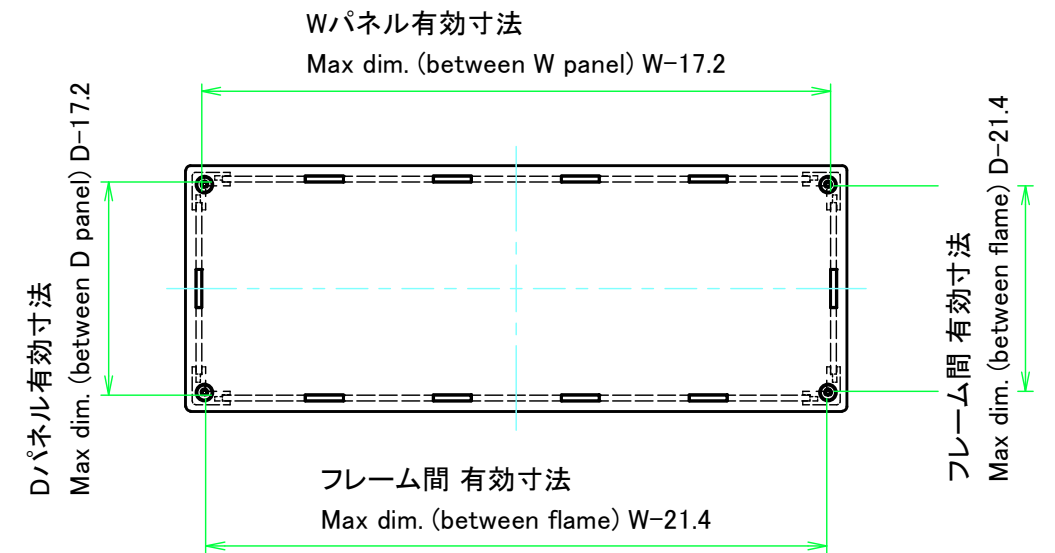 Wパネル有効寸法
Max dim. (between W panel) W-17.2
Dパネル有効寸法
Max dim. (between D panel) D-17.2
フレーム間 有効寸法
Max dim. (between flame) D-21.4
フレーム間 有効寸法
Max dim. (between flame) W-21.4